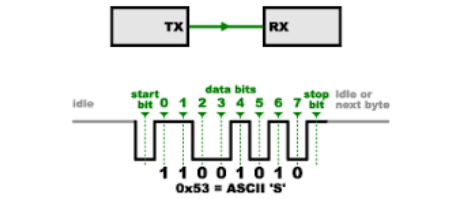 TX RX
idle start bit data bits stop bit idle or next byte
0 1 2 3 4 5 6 7
1 1 0 0 1 0 1 0
0x53 = ASCII 'S'